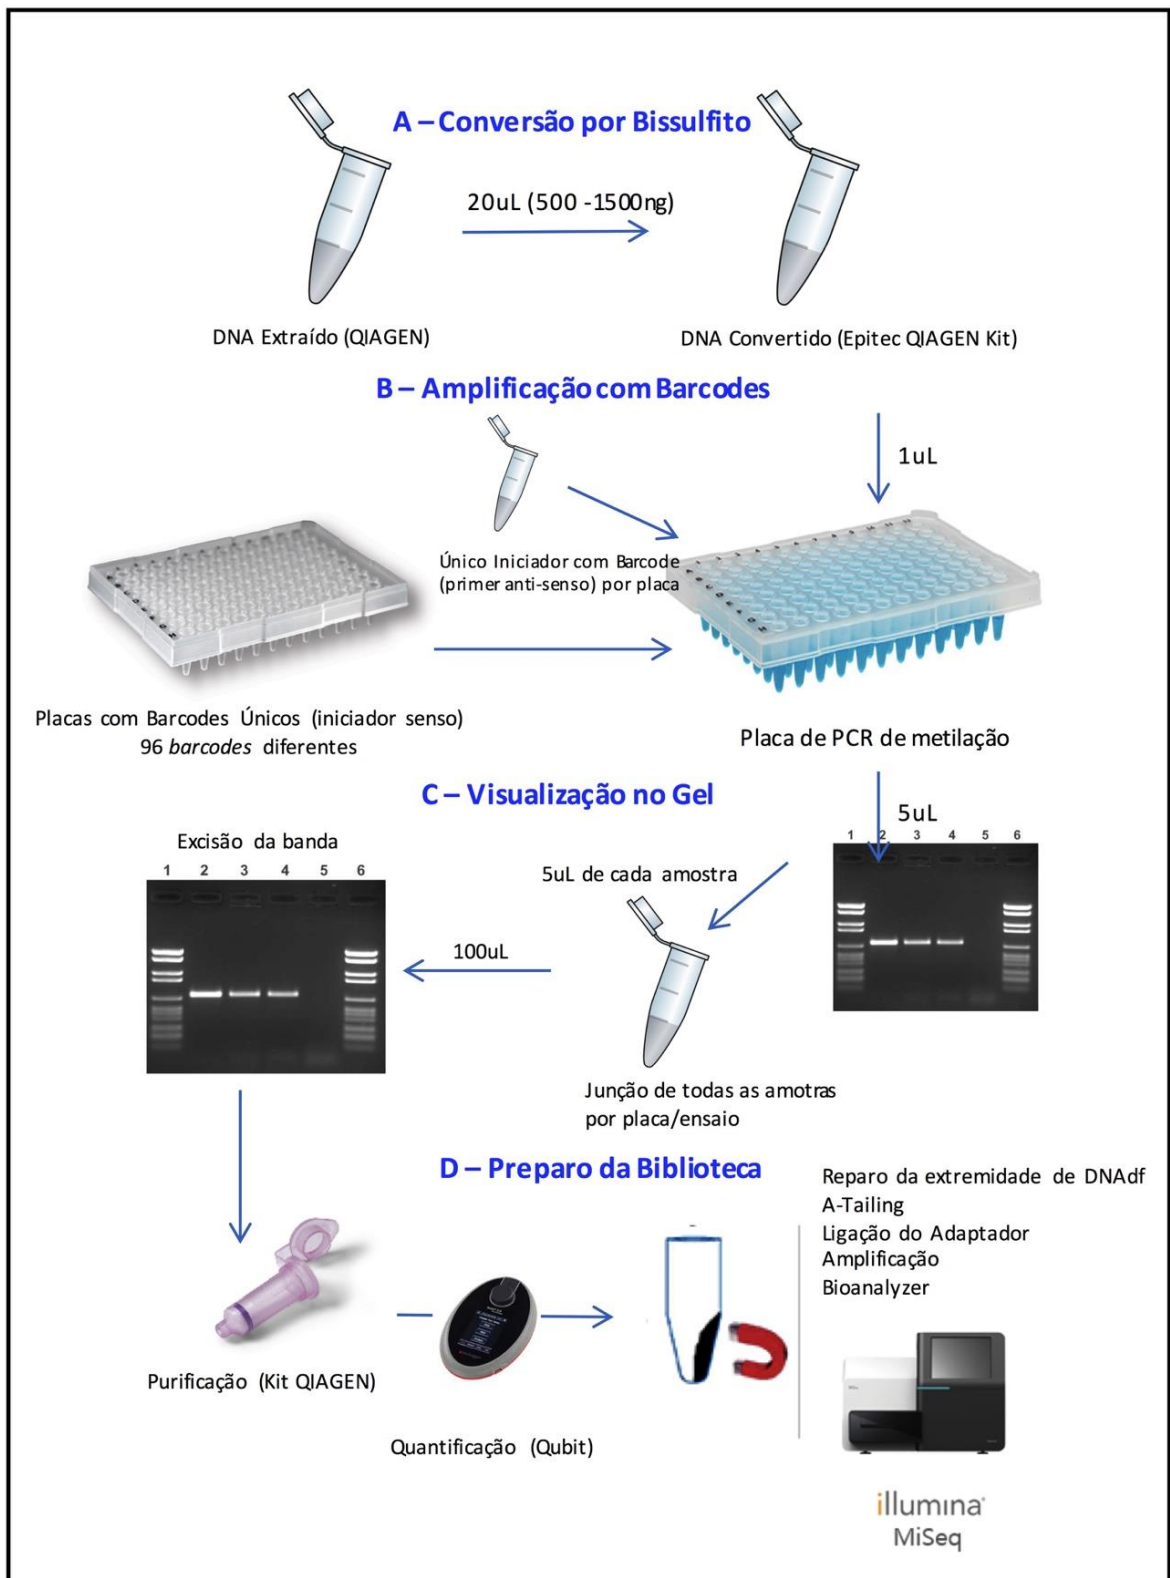 A – Conversão por Bissulfito
20uL (500 -1500ng)
DNA Extraído (QIAGEN)
DNA Convertido (Epitec QIAGEN Kit)
B – Amplificação com Barcodes
1uL
Único Iniciador com Barcode
(primer anti-senso) por placa
Placas com Barcodes Únicos (iniciador senso)
96 barcodes diferentes
Placa de PCR de metilação
C – Visualização no Gel
5uL
Excisão da banda
1 2 3 4 5 6
1 2 3 4 5 6
5uL de cada amostra
100uL
Junção de todas as amotras
por placa/ensaio
D – Preparo da Biblioteca
Reparo da extremidade de DNAdf
A-Tailing
Ligação do Adaptador
Amplificação
Bioanalyzer
Purificação (Kit QIAGEN)
Quantificação (Qubit)
illumina
MiSeq